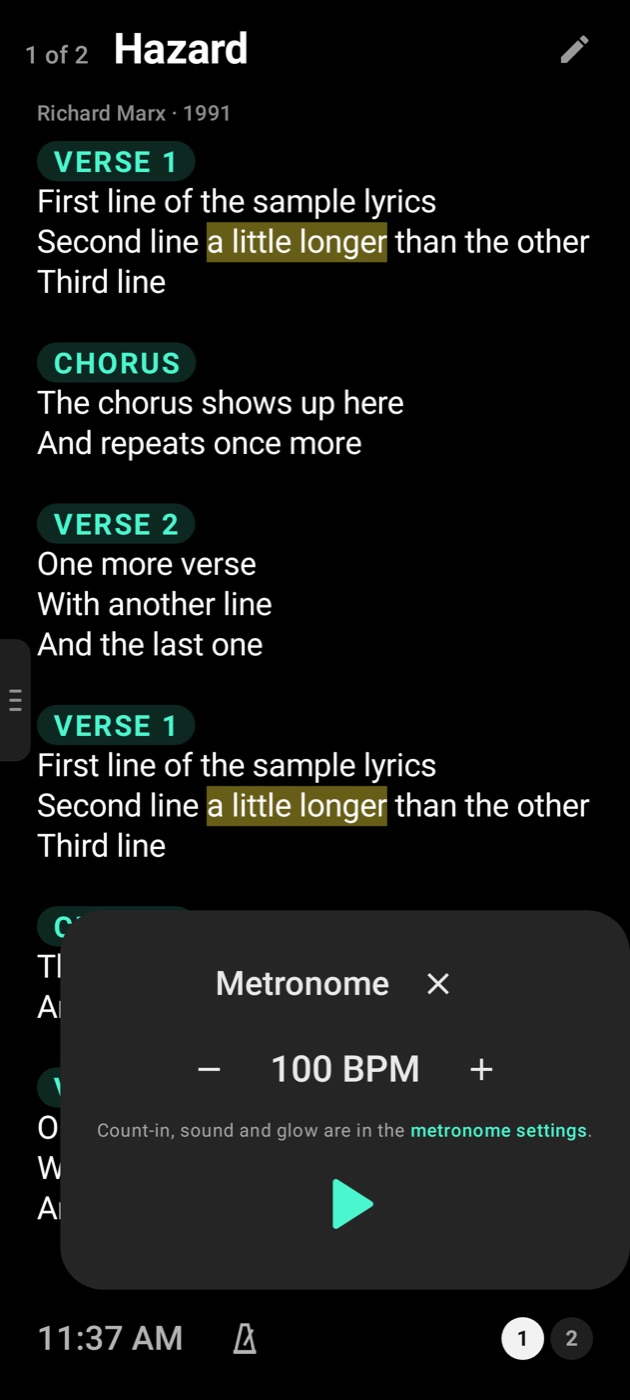 1 of 2 Hazard
Richard Marx · 1991
VERSE 1
First line of the sample lyrics
Second line a little longer than the other
Third line
CHORUS
The chorus shows up here
And repeats once more
VERSE 2
One more verse
With another line
And the last one
VERSE 1
First line of the sample lyrics
Second line a little longer than the other
Third line
Metronome
100 BPM
Count-in, sound and glow are in the metronome settings.
11:37 AM 1 2